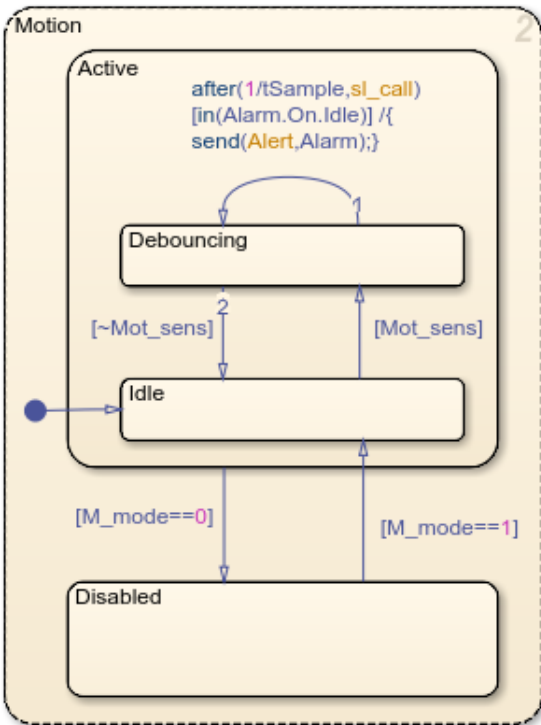 Motion 2
Active
after(1/tSample,sl_call)
[in(Alarm.On.Idle)] /{
send(Alert,Alarm);}
1
Debouncing
2
[~Mot_sens] [Mot_sens]
Idle
[M_mode==0] [M_mode==1]
Disabled